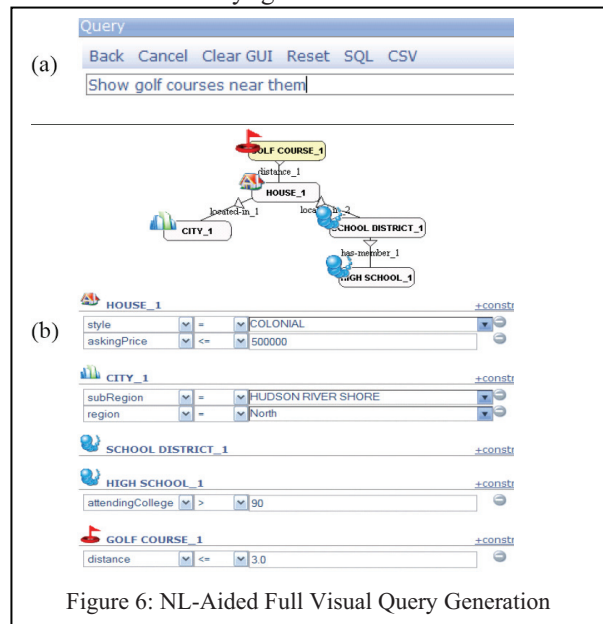 Query
(a)
Back Cancel Clear GUI Reset SQL CSV
Show golf courses near them
GOLF COURSE_1
distance_1
HOUSE_1
located-in_1
CITY_1
SCHOOL DISTRICT_1
has-member_1
HIGH SCHOOL_1
(b)
HOUSE_1 +constr
style = COLONIAL
askingPrice <= 500000
CITY_1 +constr
subRegion = HUDSON RIVER SHORE
region = North
SCHOOL DISTRICT_1 +constr
HIGH SCHOOL_1 +constr
attendingCollege > 90
GOLF COURSE_1 +constr
distance <= 3.0
Figure 6: NL-Aided Full Visual Query Generation